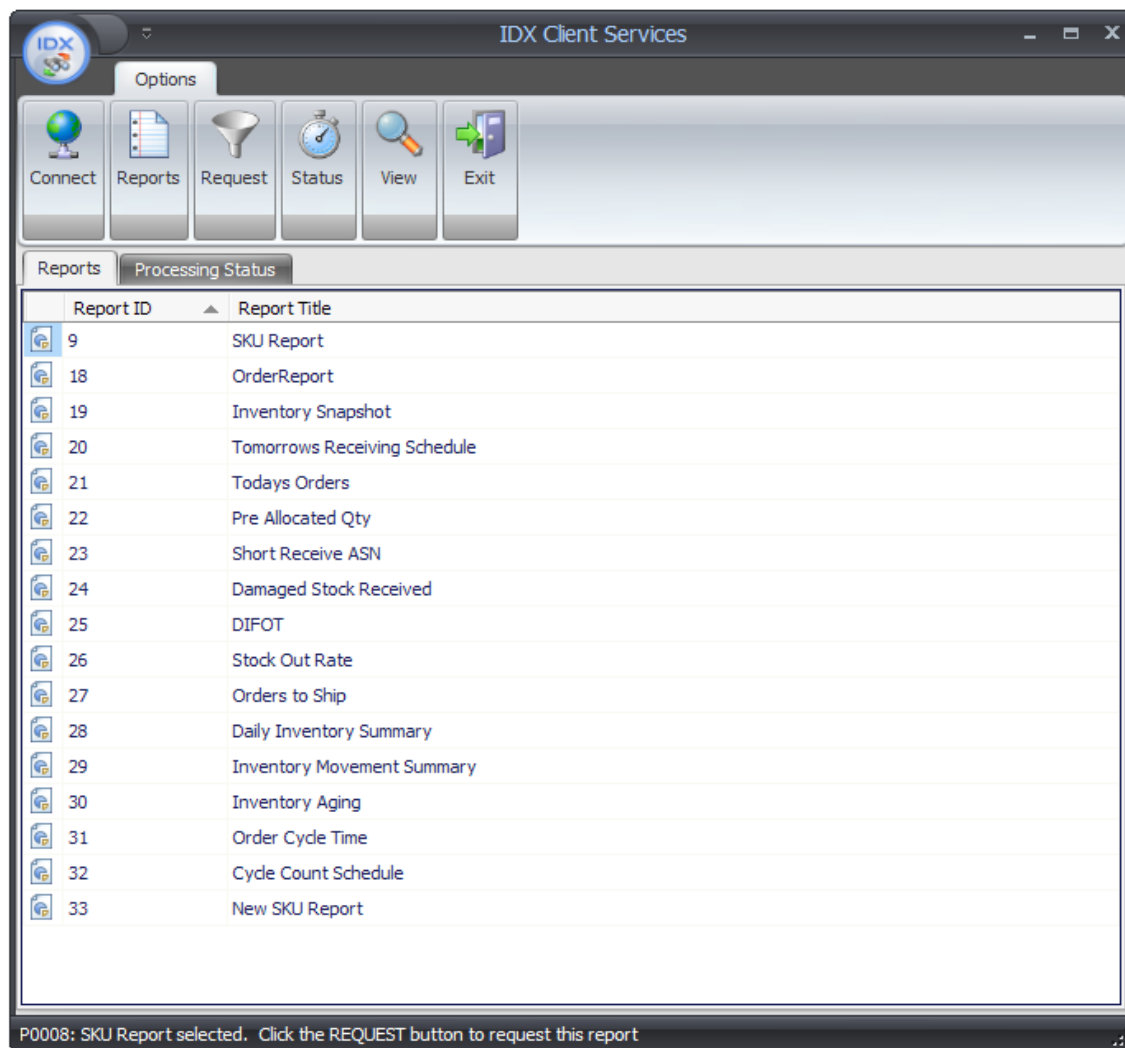 IDX
IDX Client Services
Options
Connect Reports Request Status View Exit
Reports Processing Status
Report ID Report Title
9 SKU Report
18 OrderReport
19 Inventory Snapshot
20 Tomorrows Receiving Schedule
21 Todays Orders
22 Pre Allocated Qty
23 Short Receive ASN
24 Damaged Stock Received
25 DIFOT
26 Stock Out Rate
27 Orders to Ship
28 Daily Inventory Summary
29 Inventory Movement Summary
30 Inventory Aging
31 Order Cycle Time
32 Cycle Count Schedule
33 New SKU Report
P0008: SKU Report selected. Click the REQUEST button to request this report